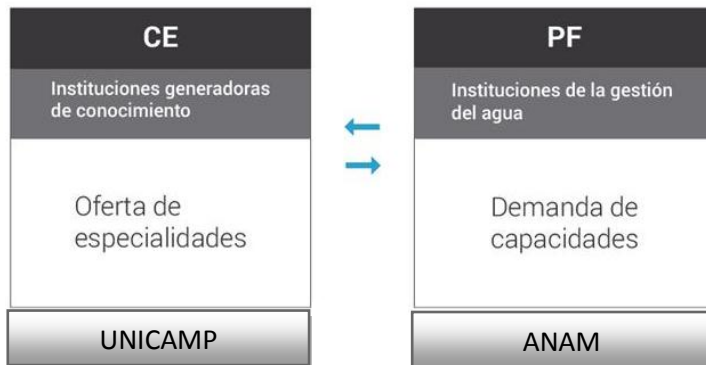 CE
Instituciones generadoras
de conocimiento
Oferta de
especialidades
UNICAMP
PF
Instituciones de la gestión
del agua
Demanda de
capacidades
ANAM